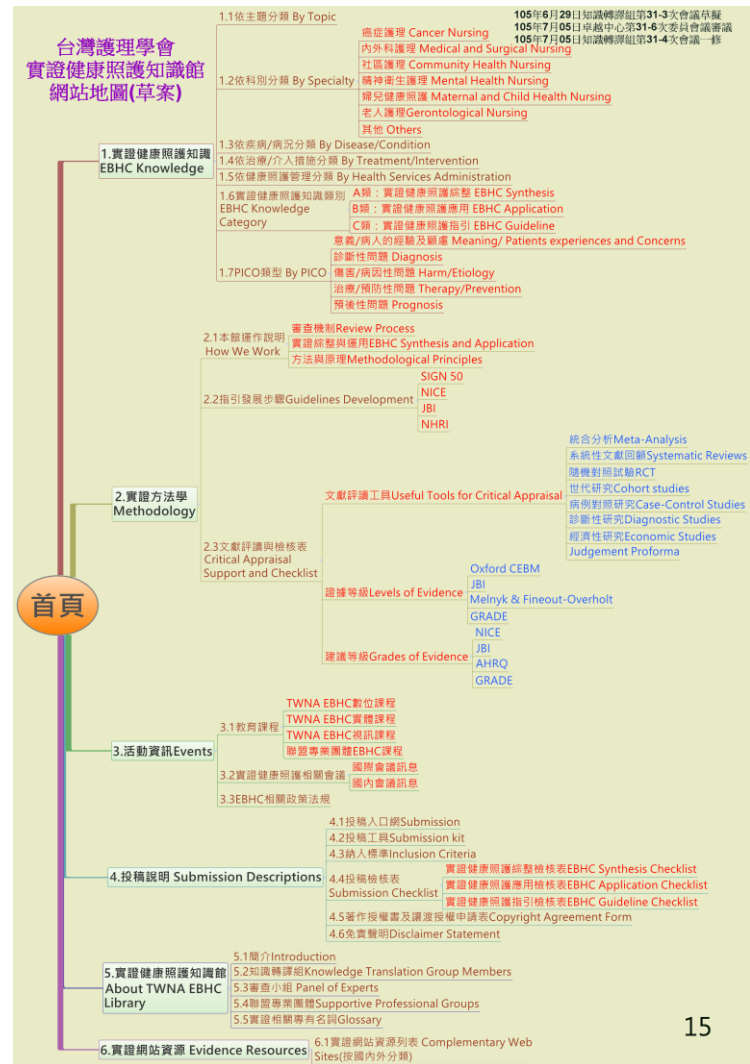 105年6月29日知識轉譯組第31-3次會議草擬
105年7月05日卓越中心第31-6次委員會議審議
105年7月05日知識轉譯組第31-4次會議一修
台灣護理學會
實證健康照護知識館
網站地圖(草案)
首頁
1.實證健康照護知識
EBHC Knowledge
1.1依主題分類 By Topic
1.2依科別分類 By Specialty
癌症護理 Cancer Nursing
內外科護理 Medical and Surgical Nursing
社區護理 Community Health Nursing
精神衛生護理 Mental Health Nursing
婦兒健康照護 Maternal and Child Health Nursing
老人護理Gerontological Nursing
其他 Others
1.3依疾病/病況分類 By Disease/Condition
1.4依治療/介入措施分類 By Treatment/Intervention
1.5依健康照護管理分類 By Health Services Administration
1.6實證健康照護知識類別
EBHC Knowledge
Category
A類：實證健康照護綜整 EBHC Synthesis
B類：實證健康照護應用 EBHC Application
C類：實證健康照護指引 EBHC Guideline
1.7PICO類型 By PICO
意義/病人的經驗及顧慮 Meaning/ Patients experiences and Concerns
診斷性問題 Diagnosis
傷害/病因性問題 Harm/Etiology
治療/預防性問題 Therapy/Prevention
預後性問題 Prognosis
2.實證方法學
Methodology
2.1本館運作說明
How We Work
審查機制Review Process
實證綜整與運用EBHC Synthesis and Application
方法與原理Methodological Principles
2.2指引發展步驟Guidelines Development
SIGN 50
NICE
JBI
NHRI
2.3文獻評讀與檢核表
Critical Appraisal
Support and Checklist
文獻評讀工具Useful Tools for Critical Appraisal
統合分析Meta-Analysis
系統性文獻回顧Systematic Reviews
隨機對照試驗RCT
世代研究Cohort studies
病例對照研究Case-Control Studies
診斷性研究Diagnostic Studies
經濟性研究Economic Studies
Judgement Proforma
證據等級Levels of Evidence
Oxford CEBM
JBI
Melnyk & Fineout-Overholt
GRADE
建議等級Grades of Evidence
NICE
JBI
AHRQ
GRADE
3.活動資訊Events
3.1教育課程
TWNA EBHC數位課程
TWNA EBHC實體課程
TWNA EBHC視訊課程
聯盟專業團體EBHC課程
3.2實證健康照護相關會議
國際會議訊息
國內會議訊息
3.3EBHC相關政策法規
4.投稿說明 Submission Descriptions
4.1投稿入口網Submission
4.2投稿工具Submission kit
4.3納入標準Inclusion Criteria
4.4投稿檢核表
Submission Checklist
實證健康照護綜整檢核表EBHC Synthesis Checklist
實證健康照護應用檢核表EBHC Application Checklist
實證健康照護指引檢核表EBHC Guideline Checklist
4.5著作授權書及讓渡授權申請表Copyright Agreement Form
4.6免責聲明Disclaimer Statement
5.實證健康照護知識館
About TWNA EBHC
Library
5.1簡介Introduction
5.2知識轉譯組Knowledge Translation Group Members
5.3審查小組 Panel of Experts
5.4聯盟專業團體Supportive Professional Groups
5.5實證相關專有名詞Glossary
6.實證網站資源 Evidence Resources
6.1實證網站資源列表 Complementary Web
Sites(按國內外分類)
15